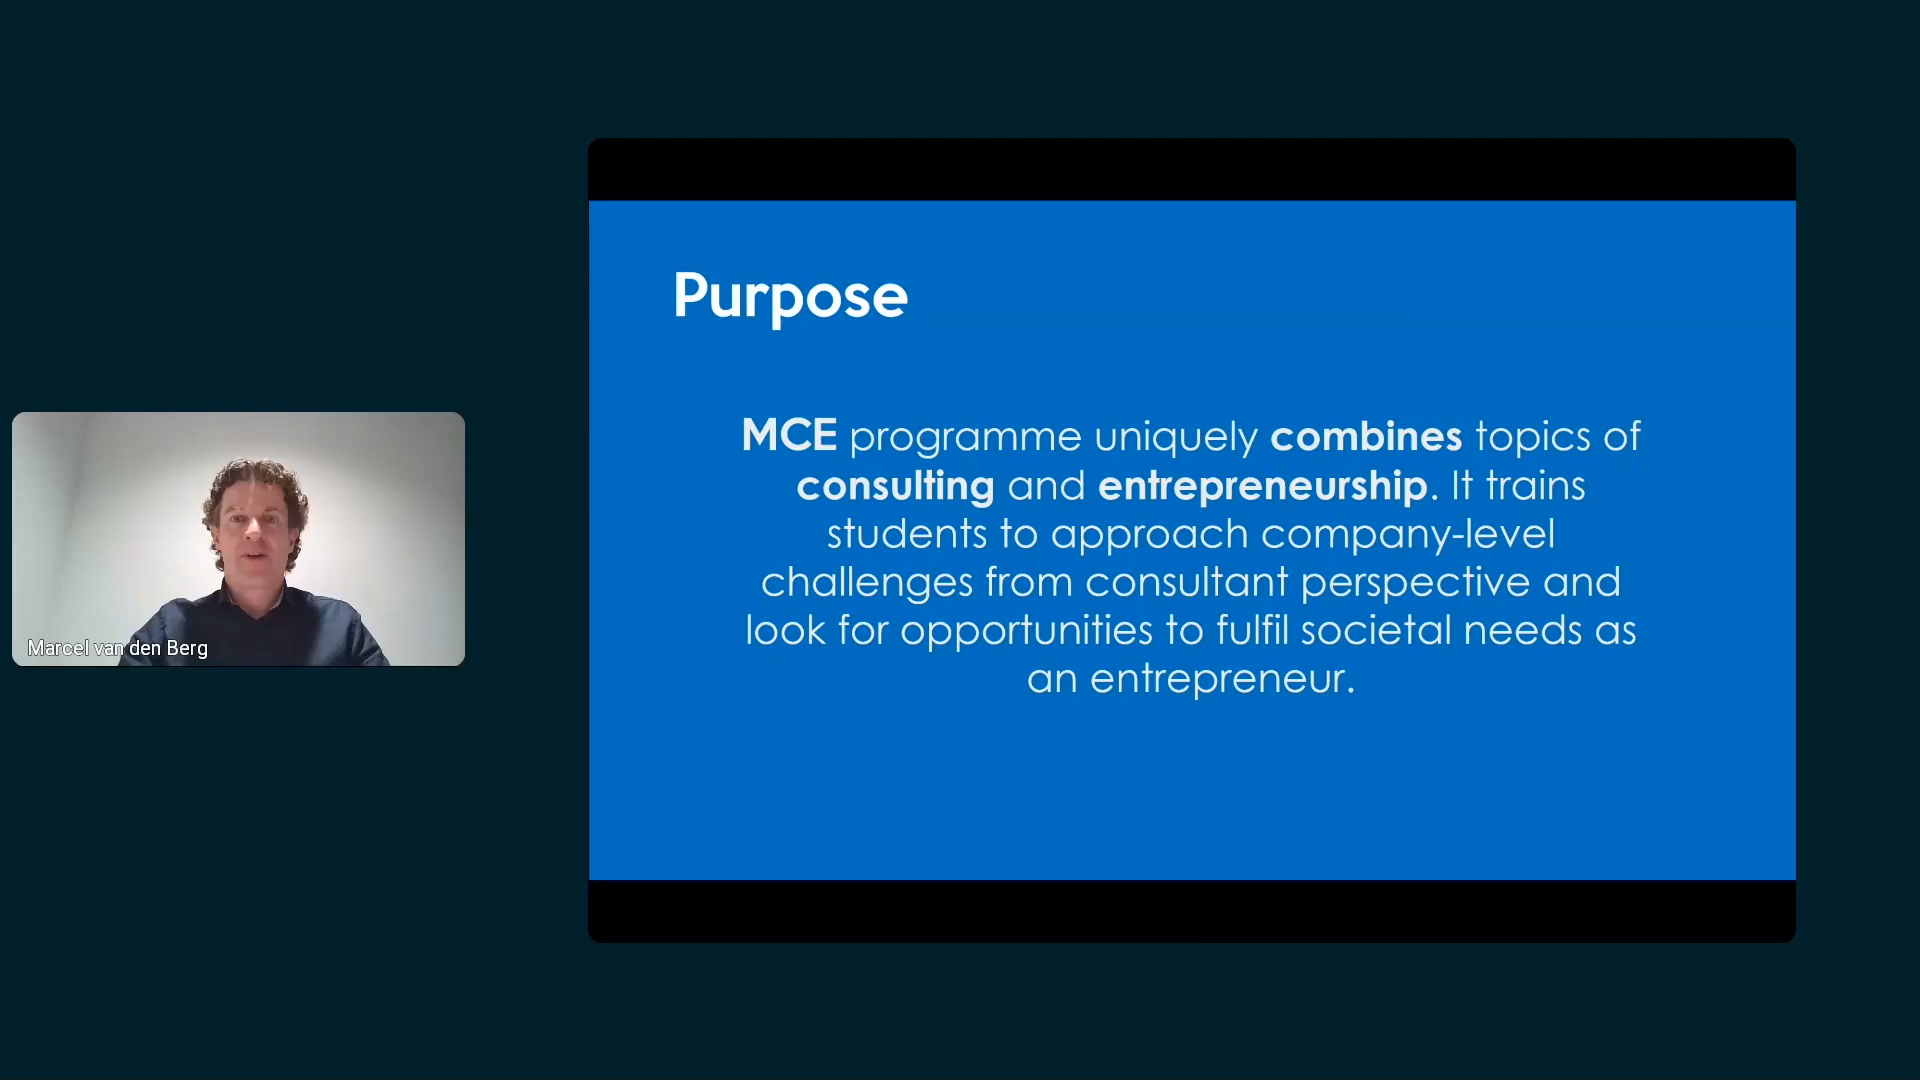 Purpose
MCE programme uniquely combines topics of
consulting and entrepreneurship. It trains
students to approach company-level
challenges from consultant perspective and
look for opportunities to fulfil societal needs as
an entrepreneur.
Marcel van den Berg